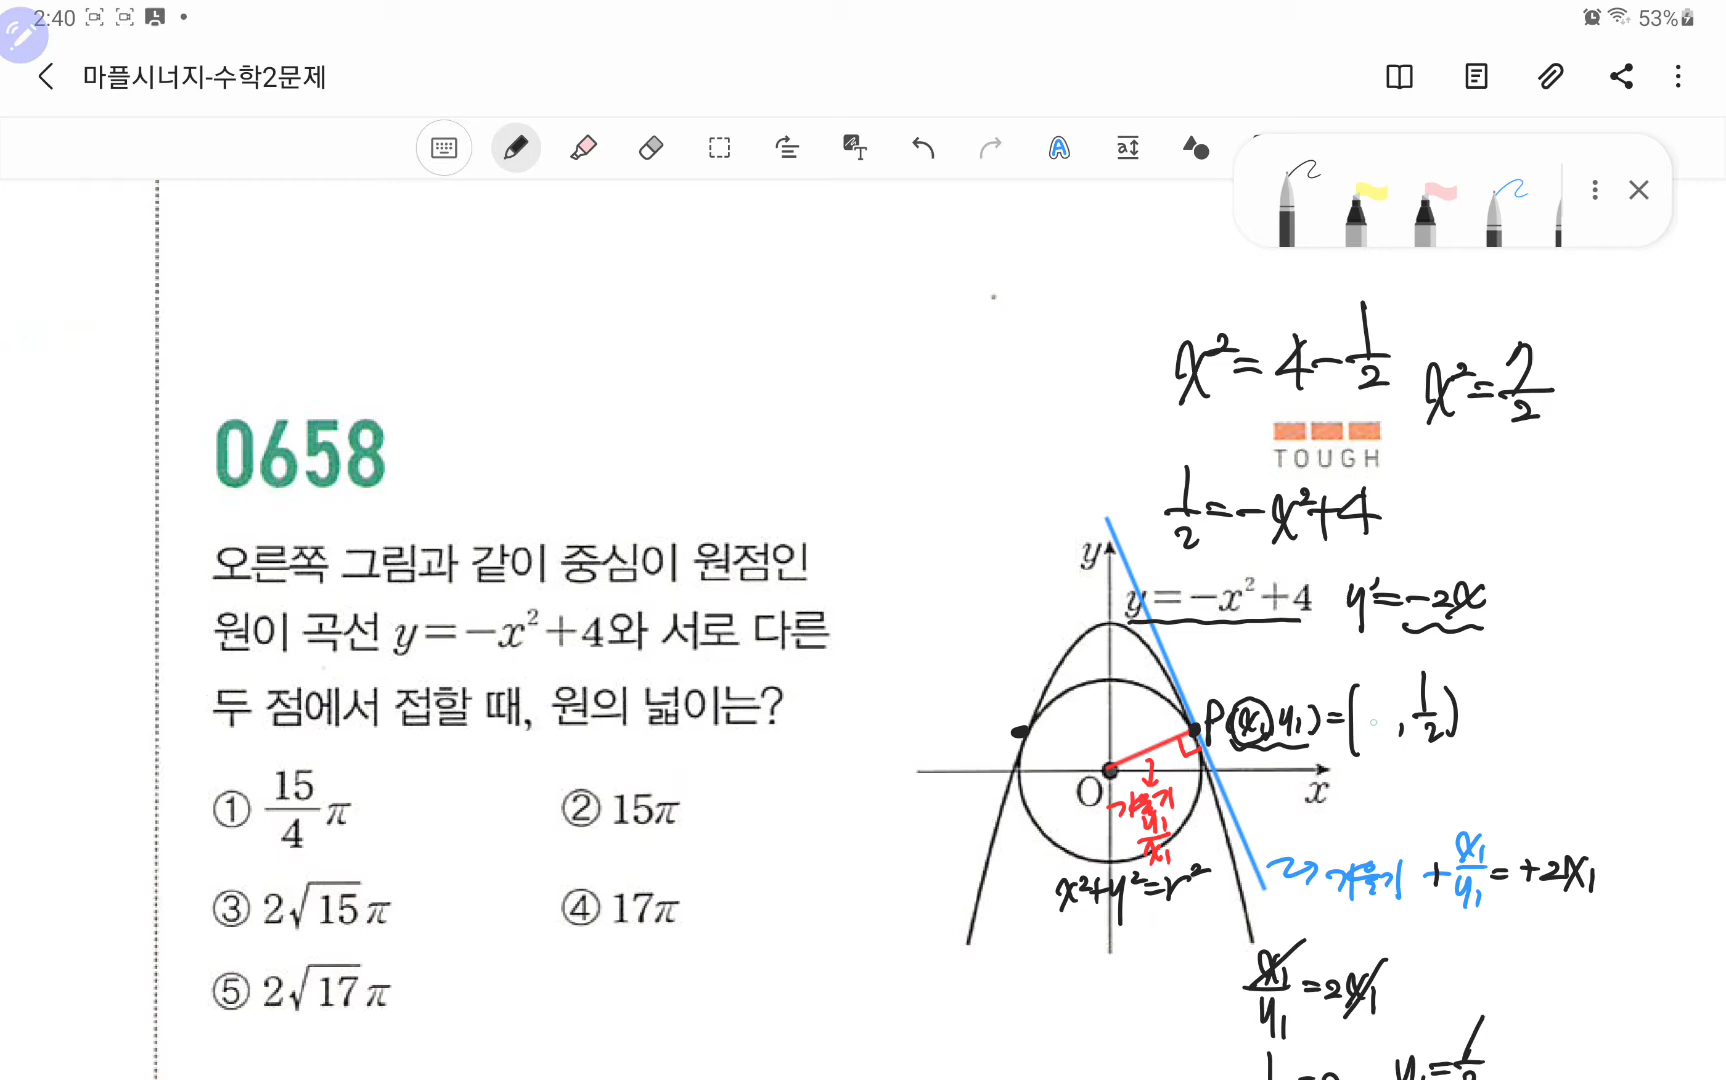 2:40
53%
마플시너지-수학2문제
0658
TOUGH
오른쪽 그림과 같이 중심이 원점인
원이 곡선 y=-x²+4와 서로 다른
두 점에서 접할 때, 원의 넓이는?
① 15/4 π
② 15π
③ 2√15 π
④ 17π
⑤ 2√17 π
x²=4-1/2
x²=7/2
1/2=-x²+4
y
y=-x²+4
y'=-2x
P(x₁,y₁)=( ,1/2)
O
x
기울기
y₁/x₁
x²+y²=r²
기울기 +x₁/y₁=+2x₁
x₁/y₁=2x₁